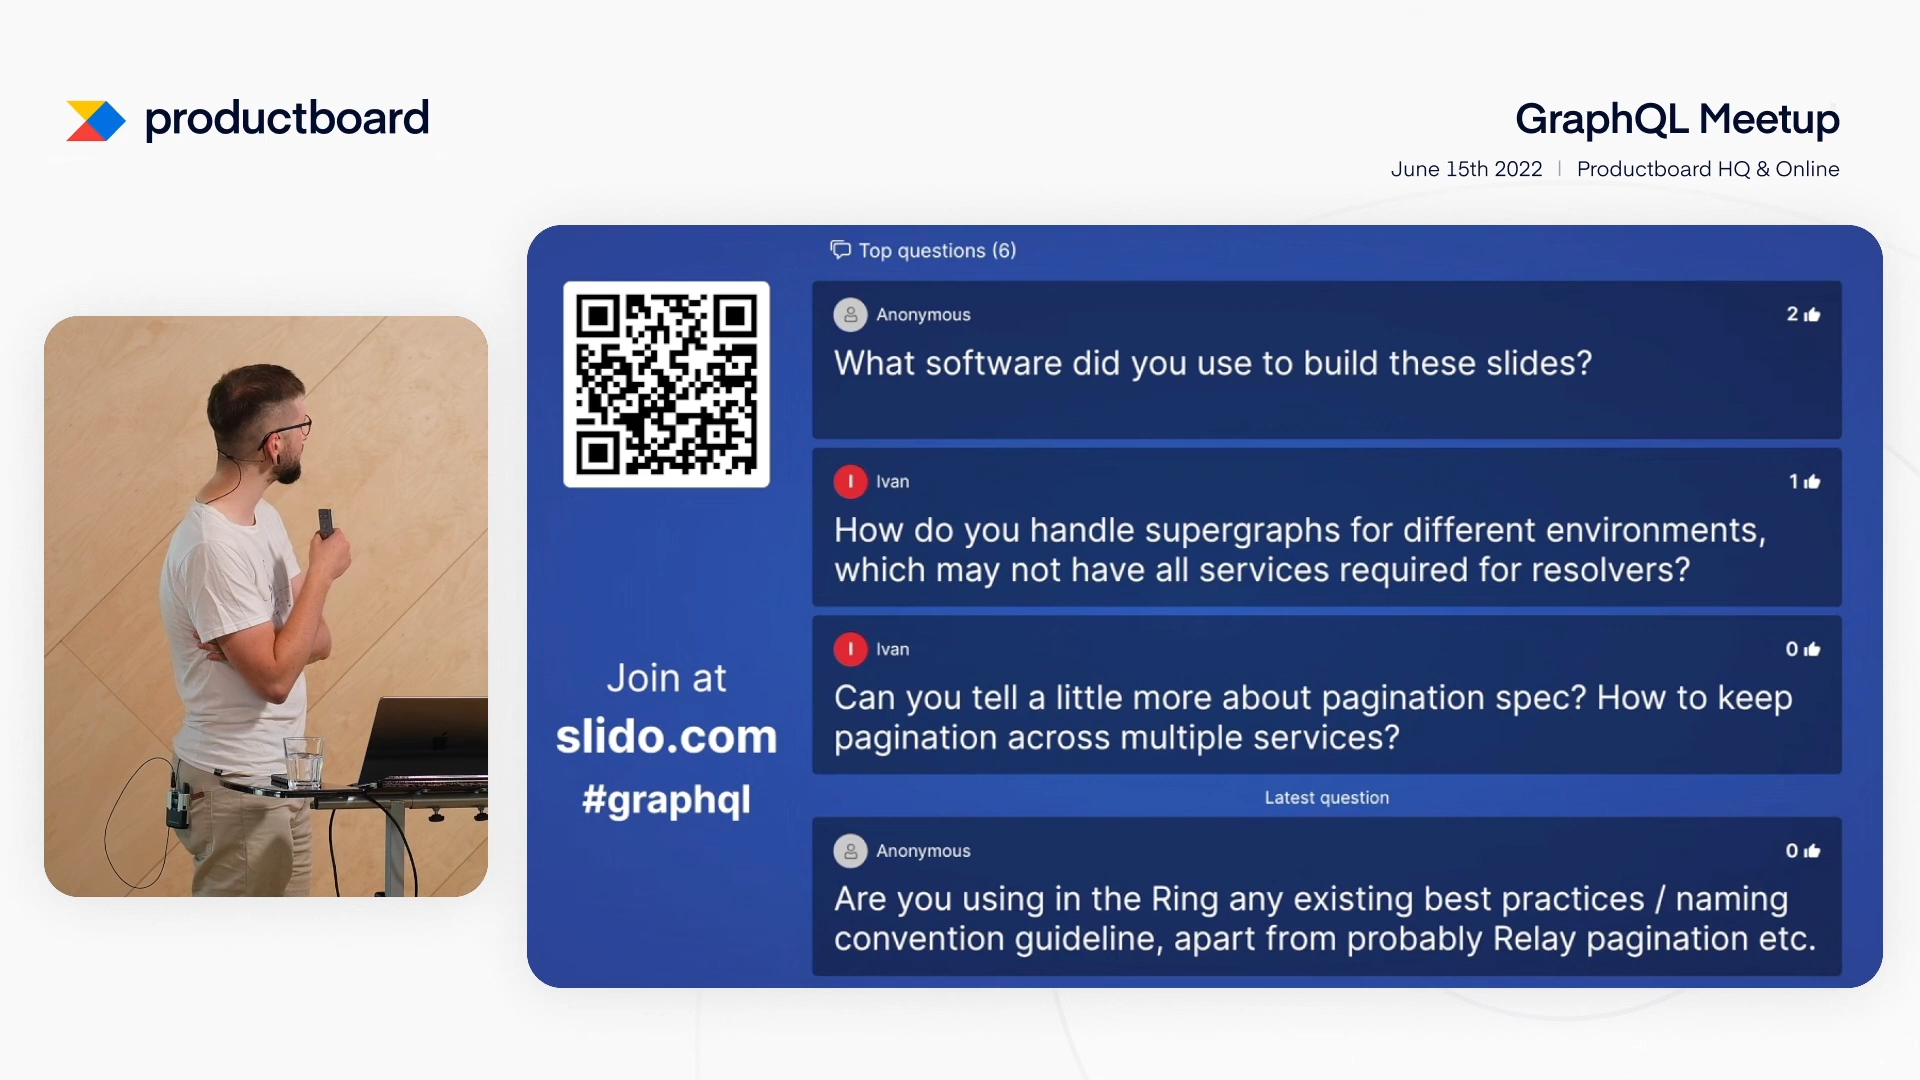 productboard
GraphQL Meetup
June 15th 2022 | Productboard HQ & Online
Top questions (6)
Anonymous
2
What software did you use to build these slides?
I
Ivan
1
How do you handle supergraphs for different environments,
which may not have all services required for resolvers?
I
Ivan
0
Can you tell a little more about pagination spec? How to keep
pagination across multiple services?
Latest question
Anonymous
0
Are you using in the Ring any existing best practices / naming
convention guideline, apart from probably Relay pagination etc.
Join at
slido.com
#graphql